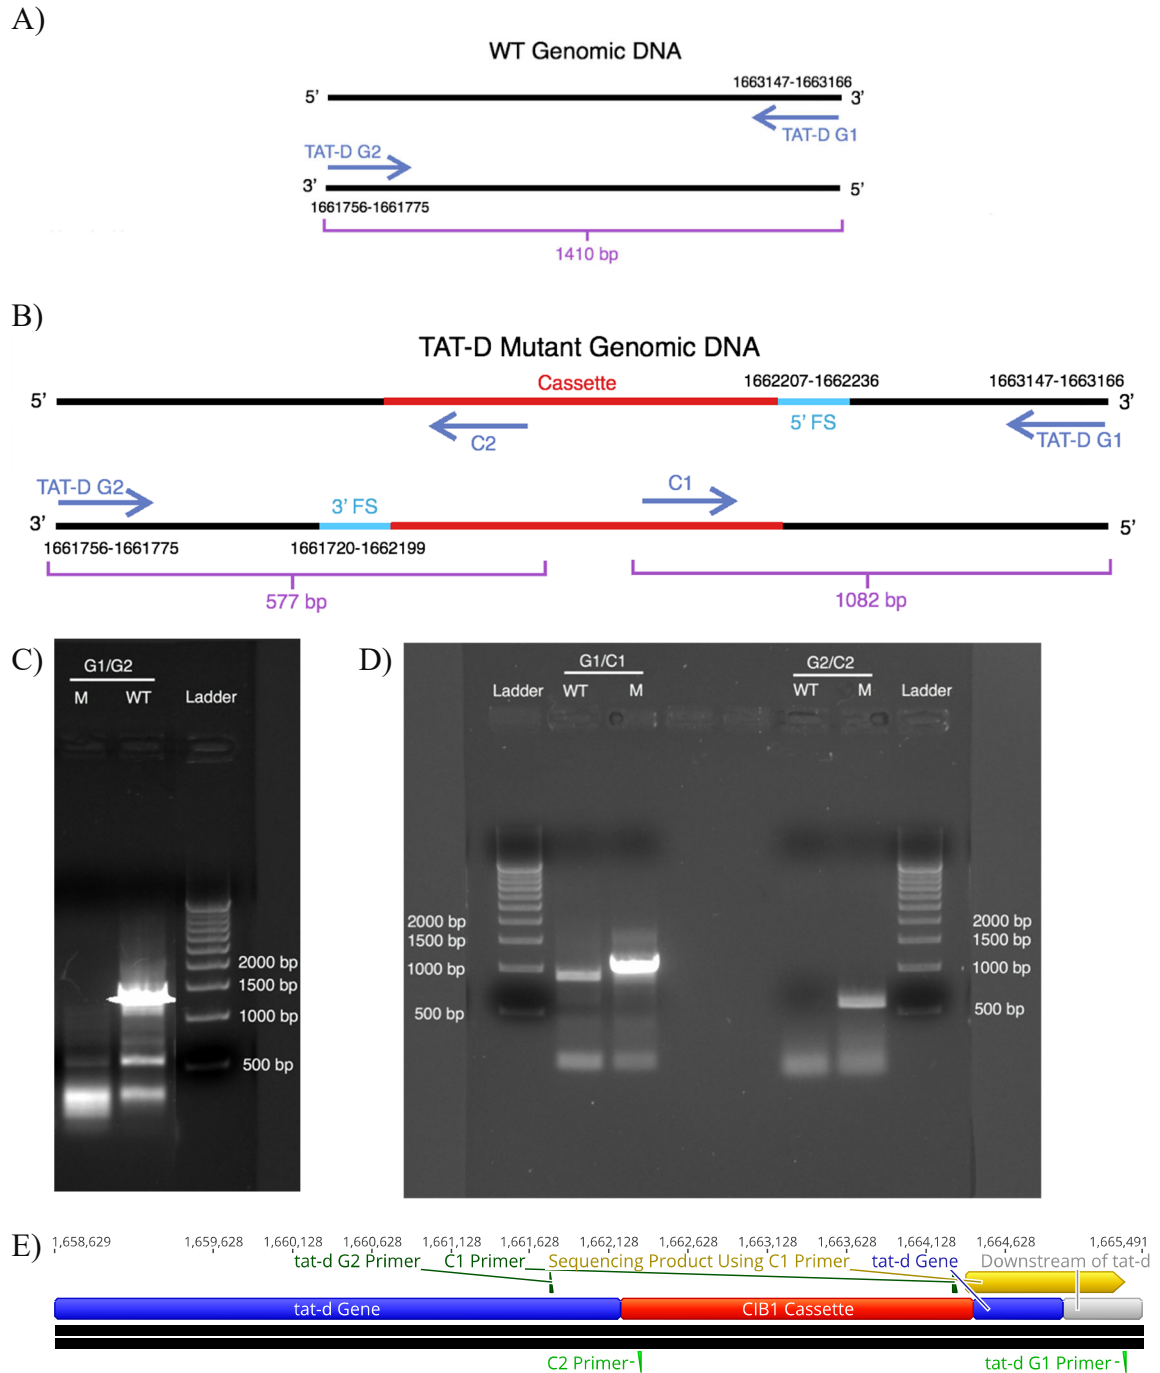 A)
WT Genomic DNA
1663147-1663166
5’
3’
TAT-D G1
TAT-D G2
3’
5’
1661756-1661775
1410 bp
B)
TAT-D Mutant Genomic DNA
Cassette
1662207-1662236
1663147-1663166
5’
3’
5’ FS
C2
TAT-D G1
TAT-D G2
3’ FS
C1
3’
5’
1661756-1661775
1661720-1662199
577 bp
1082 bp
C)
G1/G2
M WT Ladder
2000 bp
1500 bp
1000 bp
500 bp
D)
G1/C1 G2/C2
Ladder WT M WT M Ladder
2000 bp 2000 bp
1500 bp 1500 bp
1000 bp 1000 bp
500 bp 500 bp
E)
1,658,629 1,659,628 1,660,128 1,660,628 1,661,128 1,661,628 1,662,128 1,662,628 1,663,128 1,663,628 1,664,128 1,664,628 1,665,491
tat-d G2 Primer C1 Primer Sequencing Product Using C1 Primer tat-d Gene Downstream of tat-d
tat-d Gene CIB1 Cassette
C2 Primer tat-d G1 Primer